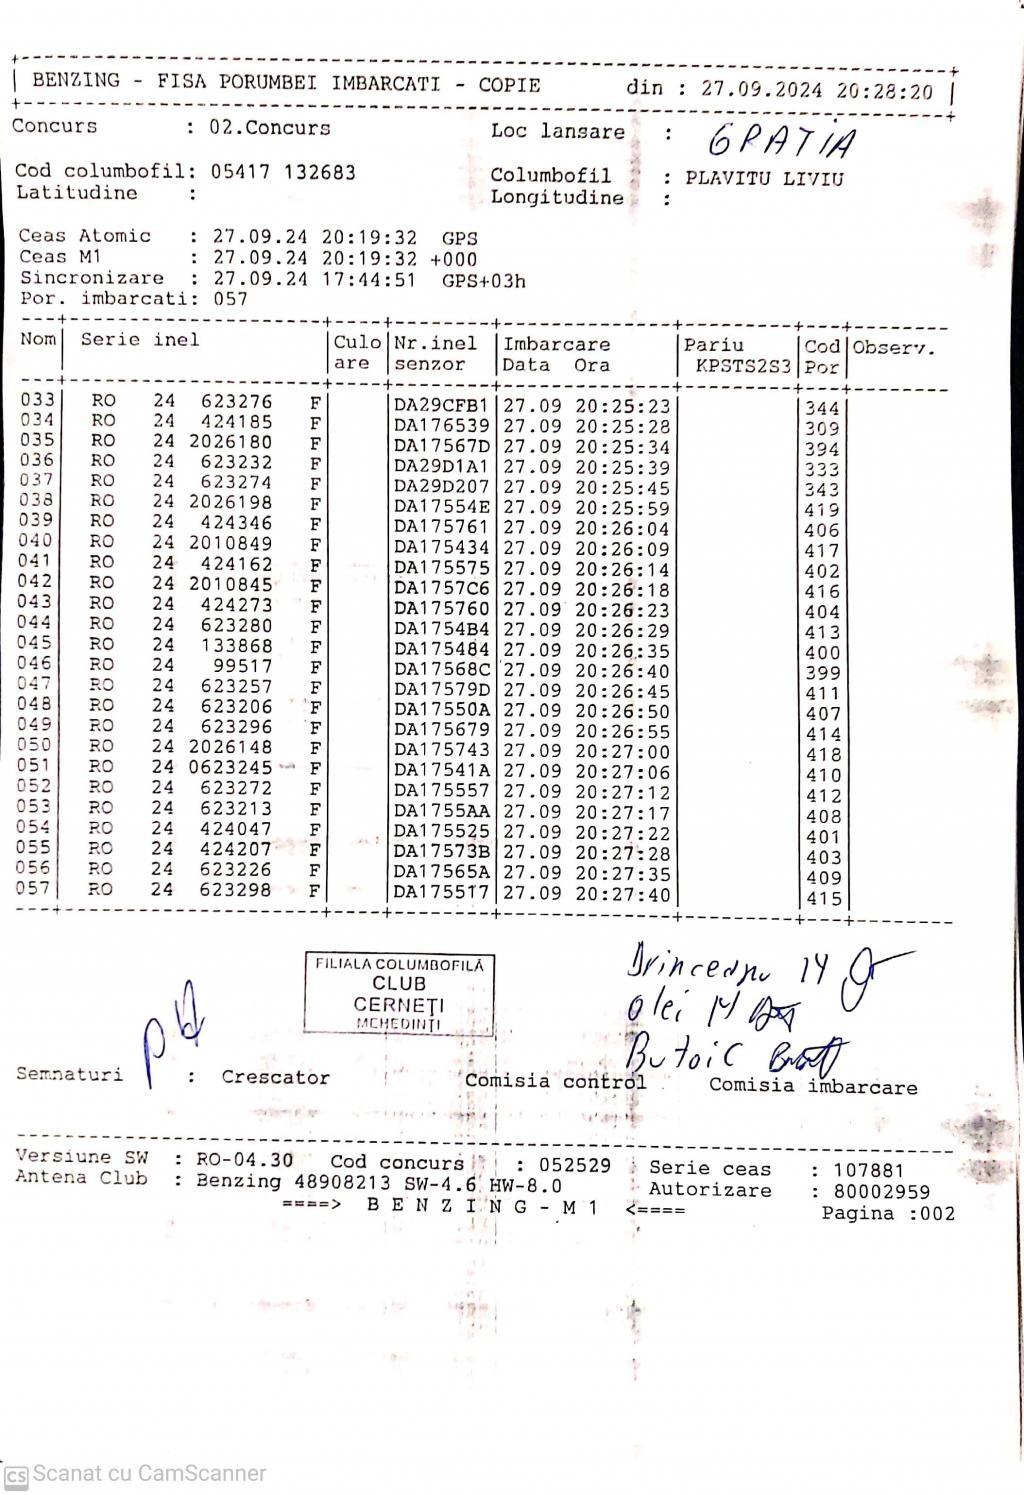 BENZING - FISA PORUMBEI IMBARCATI - COPIE din : 27.09.2024 20:28:20
Concurs : 02.Concurs Loc lansare : GRATIA
Cod columbofil: 05417 132683 Columbofil : PLAVITU LIVIU
Latitudine : Longitudine :
Ceas Atomic : 27.09.24 20:19:32 GPS
Ceas M1 : 27.09.24 20:19:32 +000
Sincronizare : 27.09.24 17:44:51 GPS+03h
Por. imbarcati: 057
Nom Serie inel Culo Nr.inel Imbarcare Pariu Cod Observ.
are senzor Data Ora KPSTS2S3 Por
033 RO 24 623276 F DA29CFB1 27.09 20:25:23 344
034 RO 24 424185 F DA176539 27.09 20:25:28 309
035 RO 24 2026180 F DA17567D 27.09 20:25:34 394
036 RO 24 623232 F DA29D1A1 27.09 20:25:39 333
037 RO 24 623274 F DA29D207 27.09 20:25:45 343
038 RO 24 2026198 F DA17554E 27.09 20:25:59 419
039 RO 24 424346 F DA175761 27.09 20:26:04 406
040 RO 24 2010849 F DA175434 27.09 20:26:09 417
041 RO 24 424162 F DA175575 27.09 20:26:14 402
042 RO 24 2010845 F DA1757C6 27.09 20:26:18 416
043 RO 24 424273 F DA175760 27.09 20:26:23 404
044 RO 24 623280 F DA1754B4 27.09 20:26:29 413
045 RO 24 133868 F DA175484 27.09 20:26:35 400
046 RO 24 99517 F DA17568C 27.09 20:26:40 399
047 RO 24 623257 F DA17579D 27.09 20:26:45 411
048 RO 24 623206 F DA17550A 27.09 20:26:50 407
049 RO 24 623296 F DA175679 27.09 20:26:55 414
050 RO 24 2026148 F DA175743 27.09 20:27:00 418
051 RO 24 0623245 F DA17541A 27.09 20:27:06 410
052 RO 24 623272 F DA175557 27.09 20:27:12 412
053 RO 24 623213 F DA1755AA 27.09 20:27:17 408
054 RO 24 424047 F DA175525 27.09 20:27:22 401
055 RO 24 424207 F DA17573B 27.09 20:27:28 403
056 RO 24 623226 F DA17565A 27.09 20:27:35 409
057 RO 24 623298 F DA175517 27.09 20:27:40 415
FILIALA COLUMBOFILĂ
CLUB
CERNEŢI
MEHEDINŢI
14
Olei 14
Butoic
Semnaturi : Crescator Comisia control Comisia imbarcare
Versiune SW : RO-04.30 Cod concurs : 052529 Serie ceas : 107881
Antena Club : Benzing 48908213 SW-4.6 HW-8.0 Autorizare : 80002959
====> B E N Z I N G - M 1 <==== Pagina :002
CS Scanat cu CamScanner